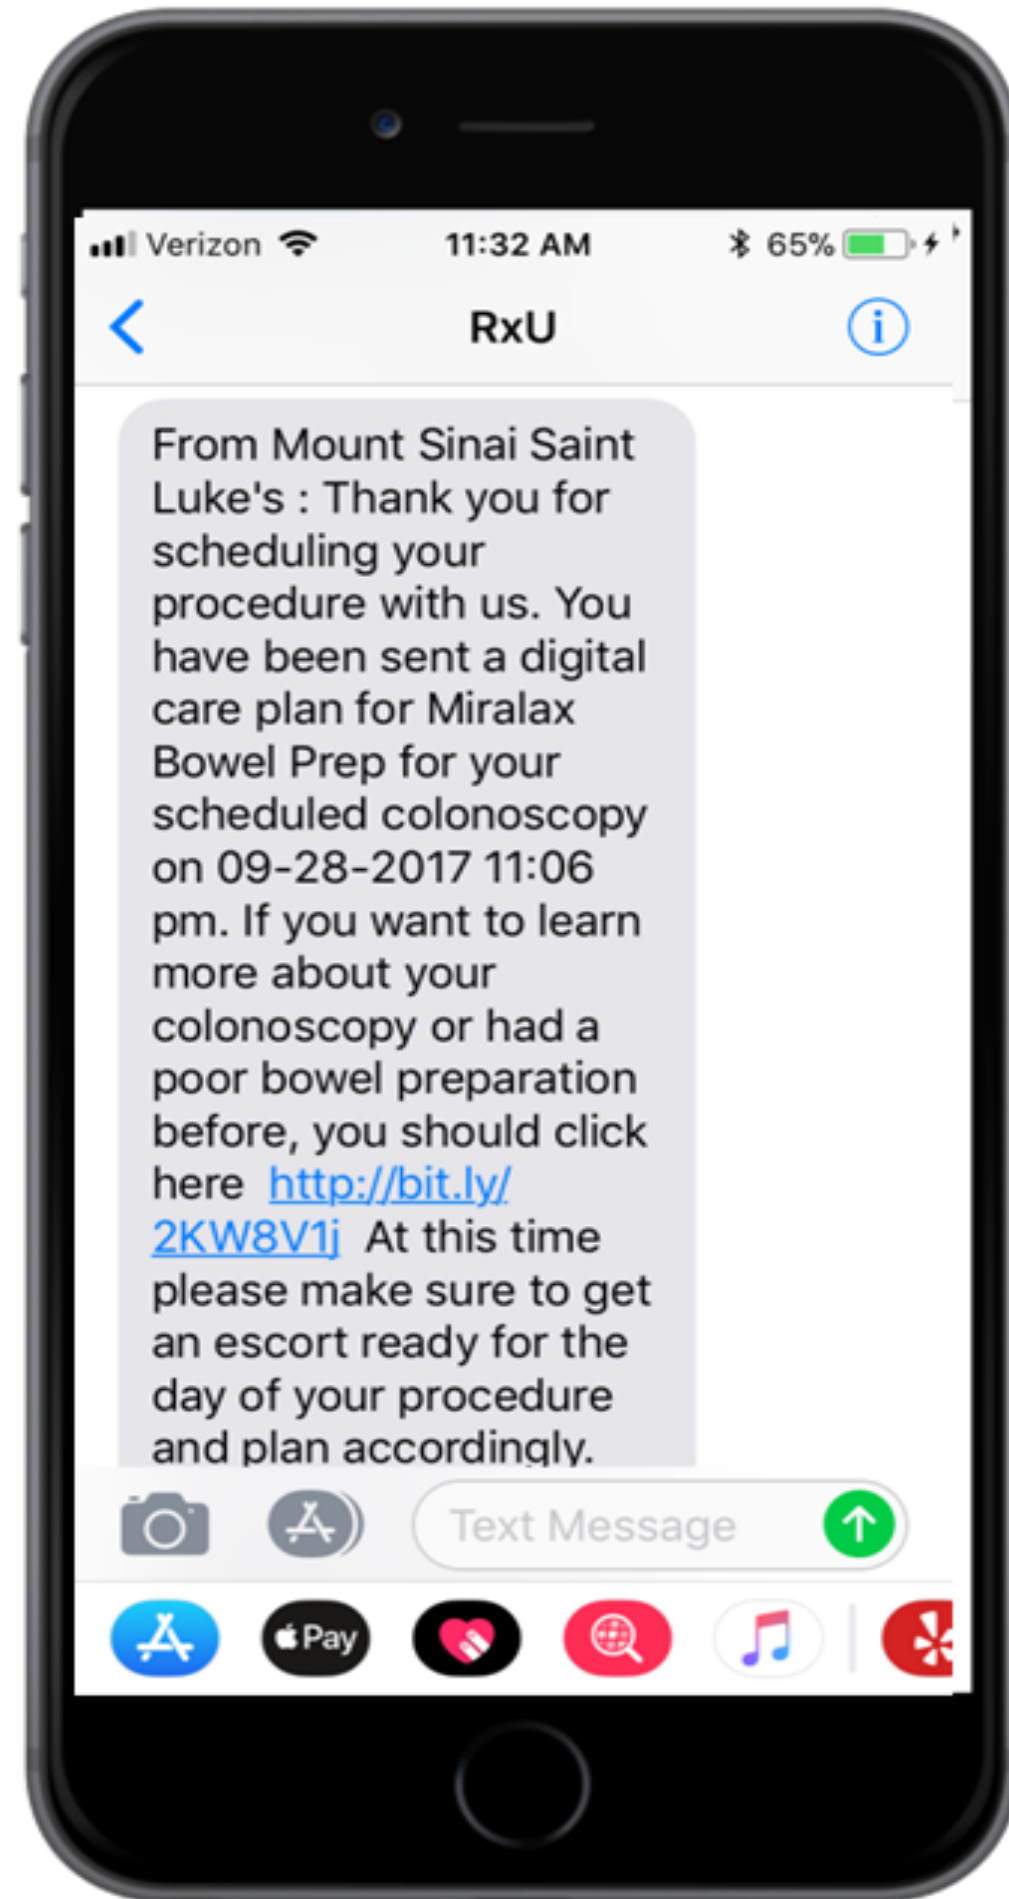 Verizon 11:32 AM 65%
RxU
From Mount Sinai Saint
Luke's : Thank you for
scheduling your
procedure with us. You
have been sent a digital
care plan for Miralax
Bowel Prep for your
scheduled colonoscopy
on 09-28-2017 11:06
pm. If you want to learn
more about your
colonoscopy or had a
poor bowel preparation
before, you should click
here http://bit.ly/
2KW8V1j At this time
please make sure to get
an escort ready for the
day of your procedure
and plan accordingly.
Text Message
Pay